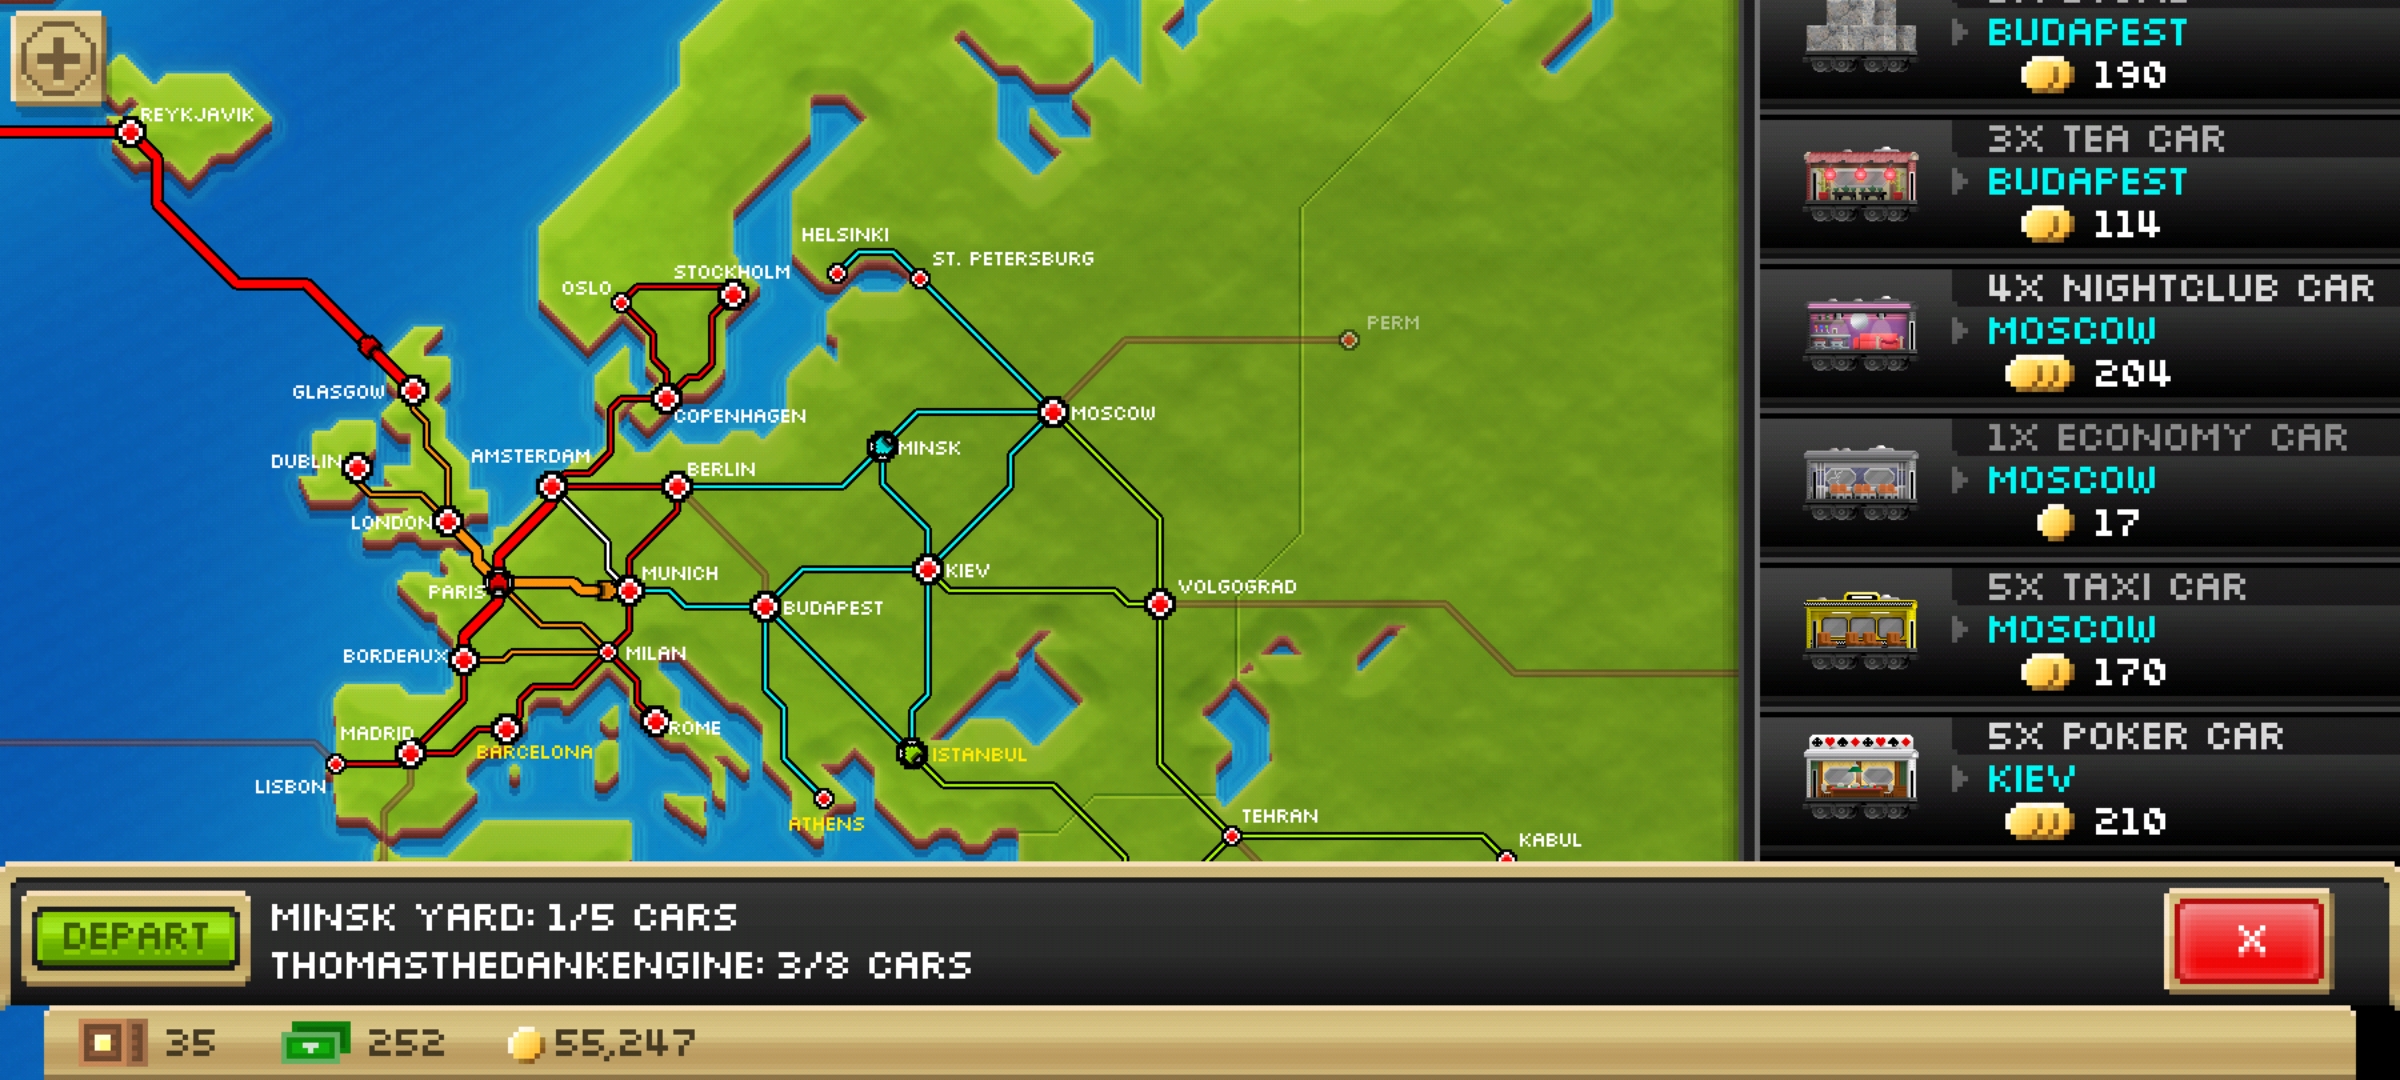 REYKJAVIK
HELSINKI
ST. PETERSBURG
STOCKHOLM
OSLO
PERM
GLASGOW
COPENHAGEN
MOSCOW
MINSK
AMSTERDAM
DUBLIN
BERLIN
LONDON
MUNICH
KIEV
PARIS
VOLGOGRAD
BUDAPEST
BORDEAUX
MILAN
MADRID
ROME
BARCELONA
ISTANBUL
LISBON
ATHENS
TEHRAN
KABUL
BUDAPEST
190
3X TEA CAR
BUDAPEST
114
4X NIGHTCLUB CAR
MOSCOW
204
1X ECONOMY CAR
MOSCOW
17
5X TAXI CAR
MOSCOW
170
5X POKER CAR
KIEV
210
DEPART
MINSK YARD: 1/5 CARS
THOMASTHEDANKENGINE: 3/8 CARS
X
35
252
55,247